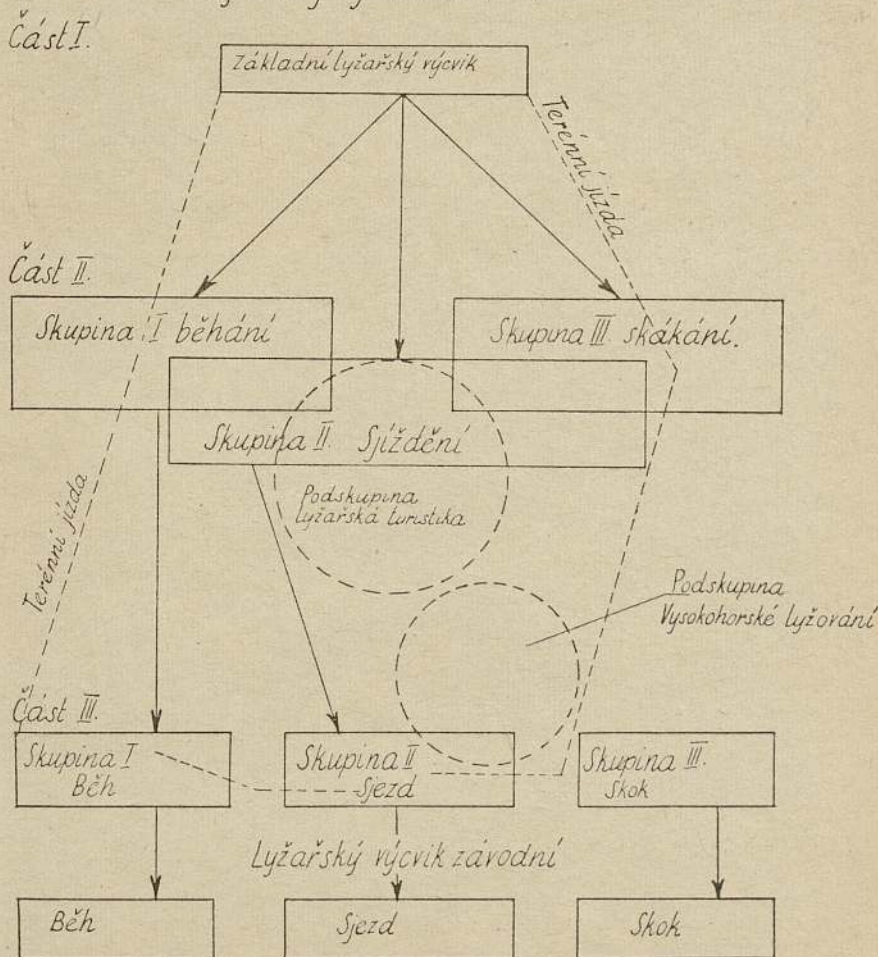 Část I.
Základní lyžařský výcvik
Terénní jízda
Část II.
Skupina I běhání
Skupina III skákání.
Skupina II. Sjíždění
Podskupina
Lyžařská turistika
Terénní jízda
Podskupina
Vysokohorské lyžování
Část III.
Skupina I
Běh
Skupina II
Sjezd
Skupina III.
Skok
Lyžařský výcvik závodní
Běh
Sjezd
Skok